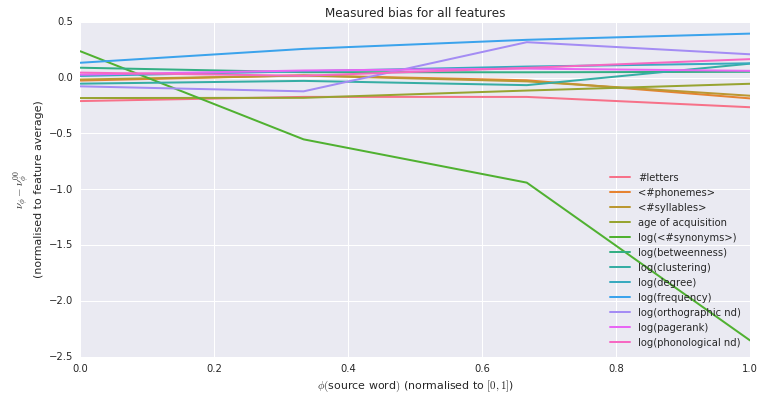 Measured bias for all features
0.5
0.0
−0.5
−1.0
−1.5
−2.0
−2.5
0.0 0.2 0.4 0.6 0.8 1.0
ν_ϕ − ν_ϕ^00
(normalised to feature average)
ϕ(source word) (normalised to [0, 1])
#letters
<#phonemes>
<#syllables>
age of acquisition
log(<#synonyms>)
log(betweenness)
log(clustering)
log(degree)
log(frequency)
log(orthographic nd)
log(pagerank)
log(phonological nd)